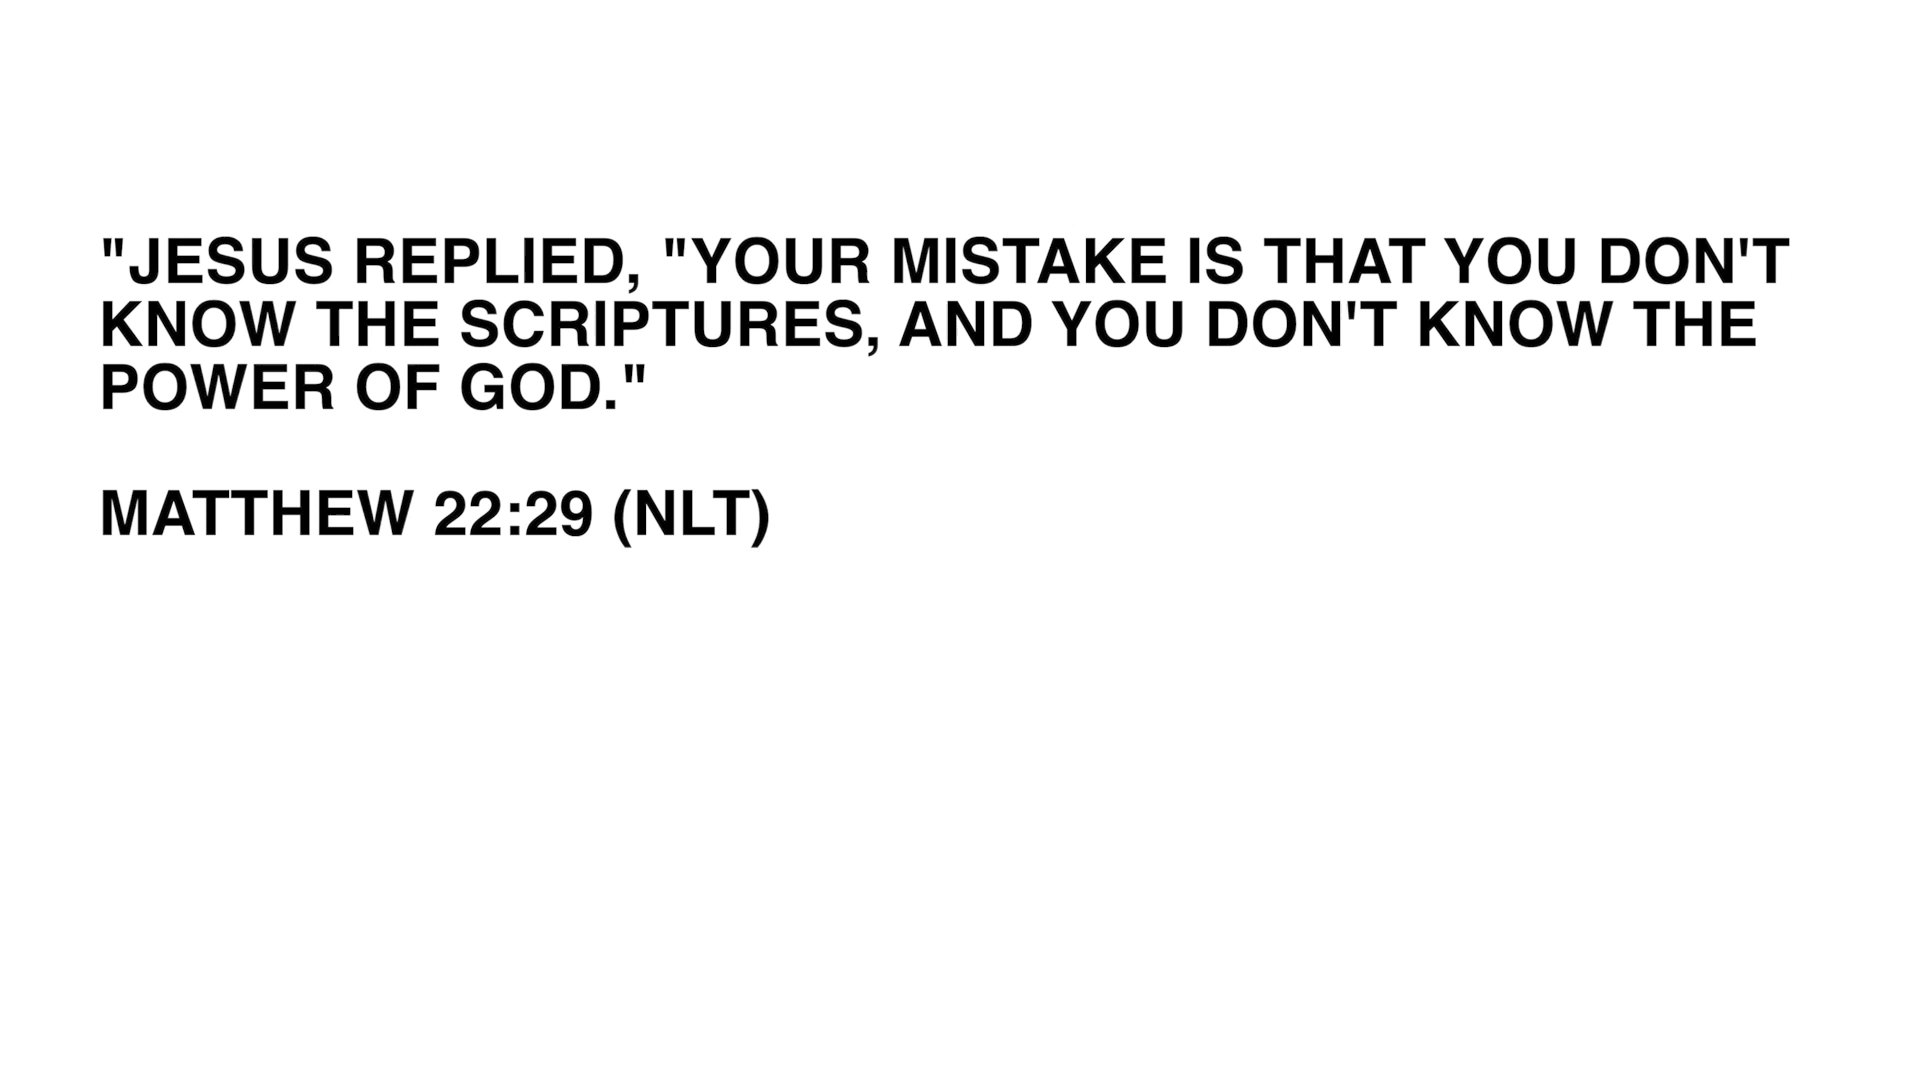 "JESUS REPLIED, "YOUR MISTAKE IS THAT YOU DON'T
KNOW THE SCRIPTURES, AND YOU DON'T KNOW THE
POWER OF GOD."
MATTHEW 22:29 (NLT)